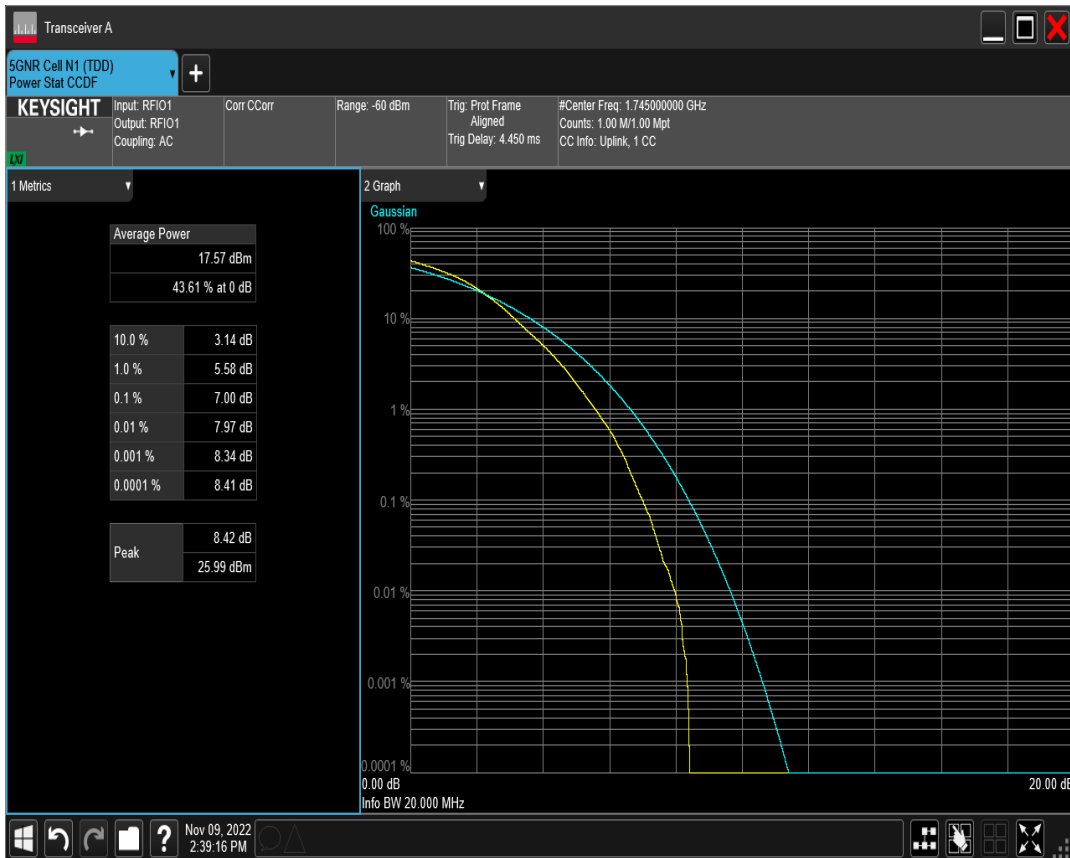 Transceiver A
5GNR Cell N1 (TDD)
Power Stat CCDF
+
KEYSIGHT
LXI
Input: RFIO1
Output: RFIO1
Coupling: AC
Corr CCorr
Range: -60 dBm
Trig: Prot Frame
Aligned
Trig Delay: 4.450 ms
#Center Freq: 1.745000000 GHz
Counts: 1.00 M/1.00 Mpt
CC Info: Uplink, 1 CC
1 Metrics
Average Power
17.57 dBm
43.61 % at 0 dB
10.0 % 3.14 dB
1.0 % 5.58 dB
0.1 % 7.00 dB
0.01 % 7.97 dB
0.001 % 8.34 dB
0.0001 % 8.41 dB
Peak 8.42 dB
25.99 dBm
2 Graph
Gaussian
100 %
10 %
1 %
0.1 %
0.01 %
0.001 %
0.0001 %
0.00 dB 20.00 dB
Info BW 20.000 MHz
?
Nov 09, 2022
2:39:16 PM